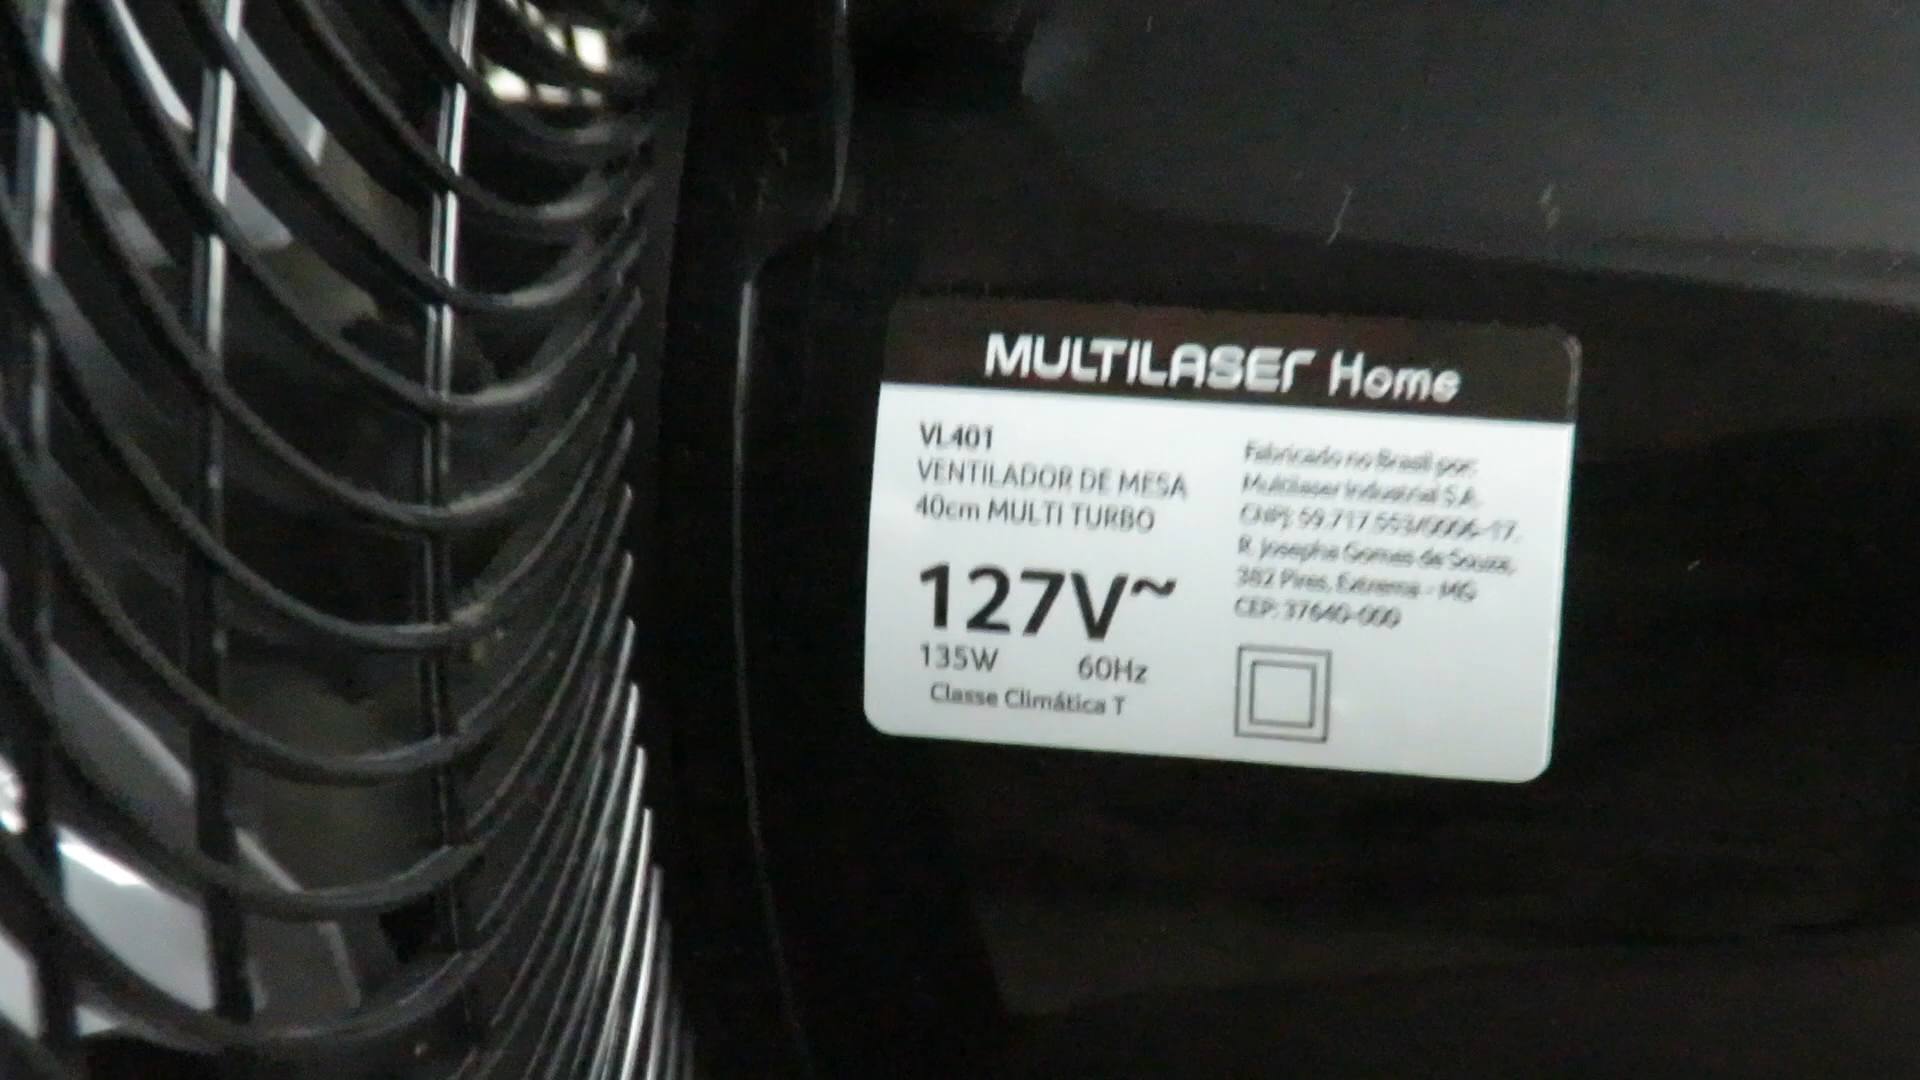 MULTILASER Home
VL401
VENTILADOR DE MESA
40cm MULTI TURBO
127V~
135W 60Hz
Classe Climática T
Fabricado no Brasil por:
Multilaser Industrial S.A.
CNPJ: 59.717.553/0006-17.
R. Josepha Gomes de Souza,
382 Pires, Extrema - MG
CEP: 37640-000